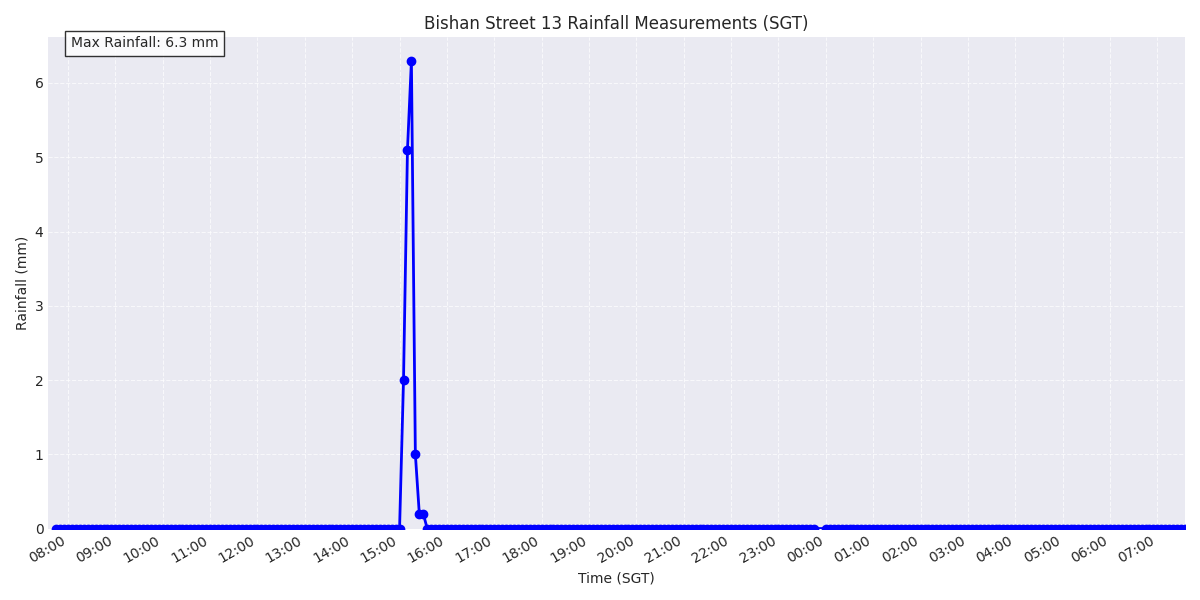 Bishan Street 13 Rainfall Measurements (SGT)
Max Rainfall: 6.3 mm
Rainfall (mm)
6
5
4
3
2
1
0
08:00 09:00 10:00 11:00 12:00 13:00 14:00 15:00 16:00 17:00 18:00 19:00 20:00 21:00 22:00 23:00 00:00 01:00 02:00 03:00 04:00 05:00 06:00 07:00
Time (SGT)